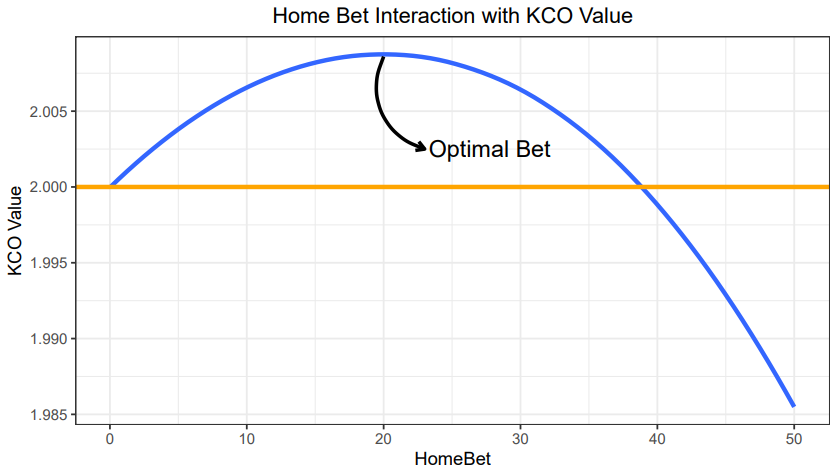 Home Bet Interaction with KCO Value
KCO Value
2.005
2.000
1.995
1.990
1.985
Optimal Bet
0 10 20 30 40 50
HomeBet